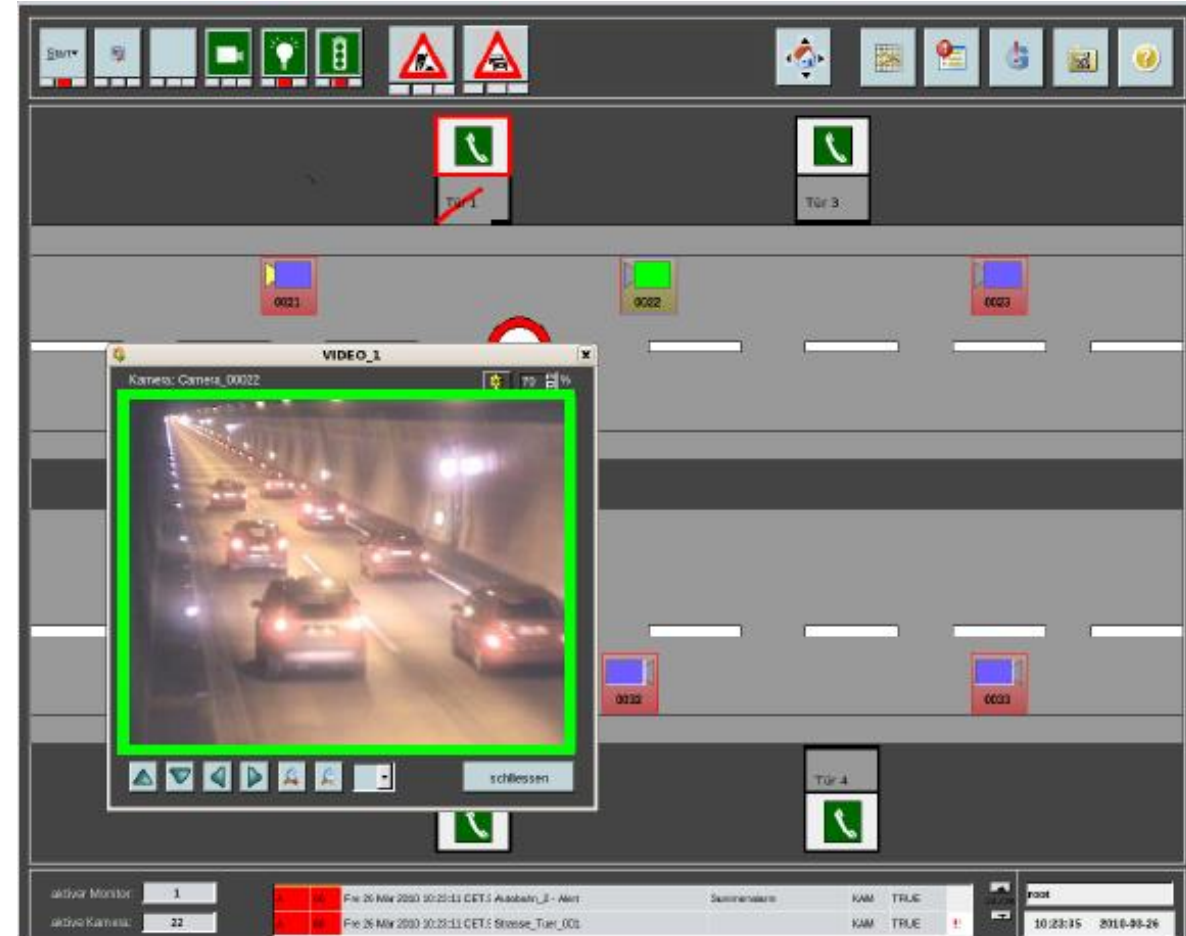 Start
Tür 1
Tür 3
0021
0022
0023
VIDEO_1
Kamera: Camera_00022
70 %
0032
0033
schliessen
Tür 4
aktiver Monitor: 1
aktive Kamera: 22
Fre 26 Mär 2010 10:23:11 CET: Autobahn_2 - Alert Summenalarm KAM TRUE
Fre 26 Mär 2010 10:23:11 CET: Strasse_Tuer_001 KAM TRUE !!
root
10:23:35 2010-03-26